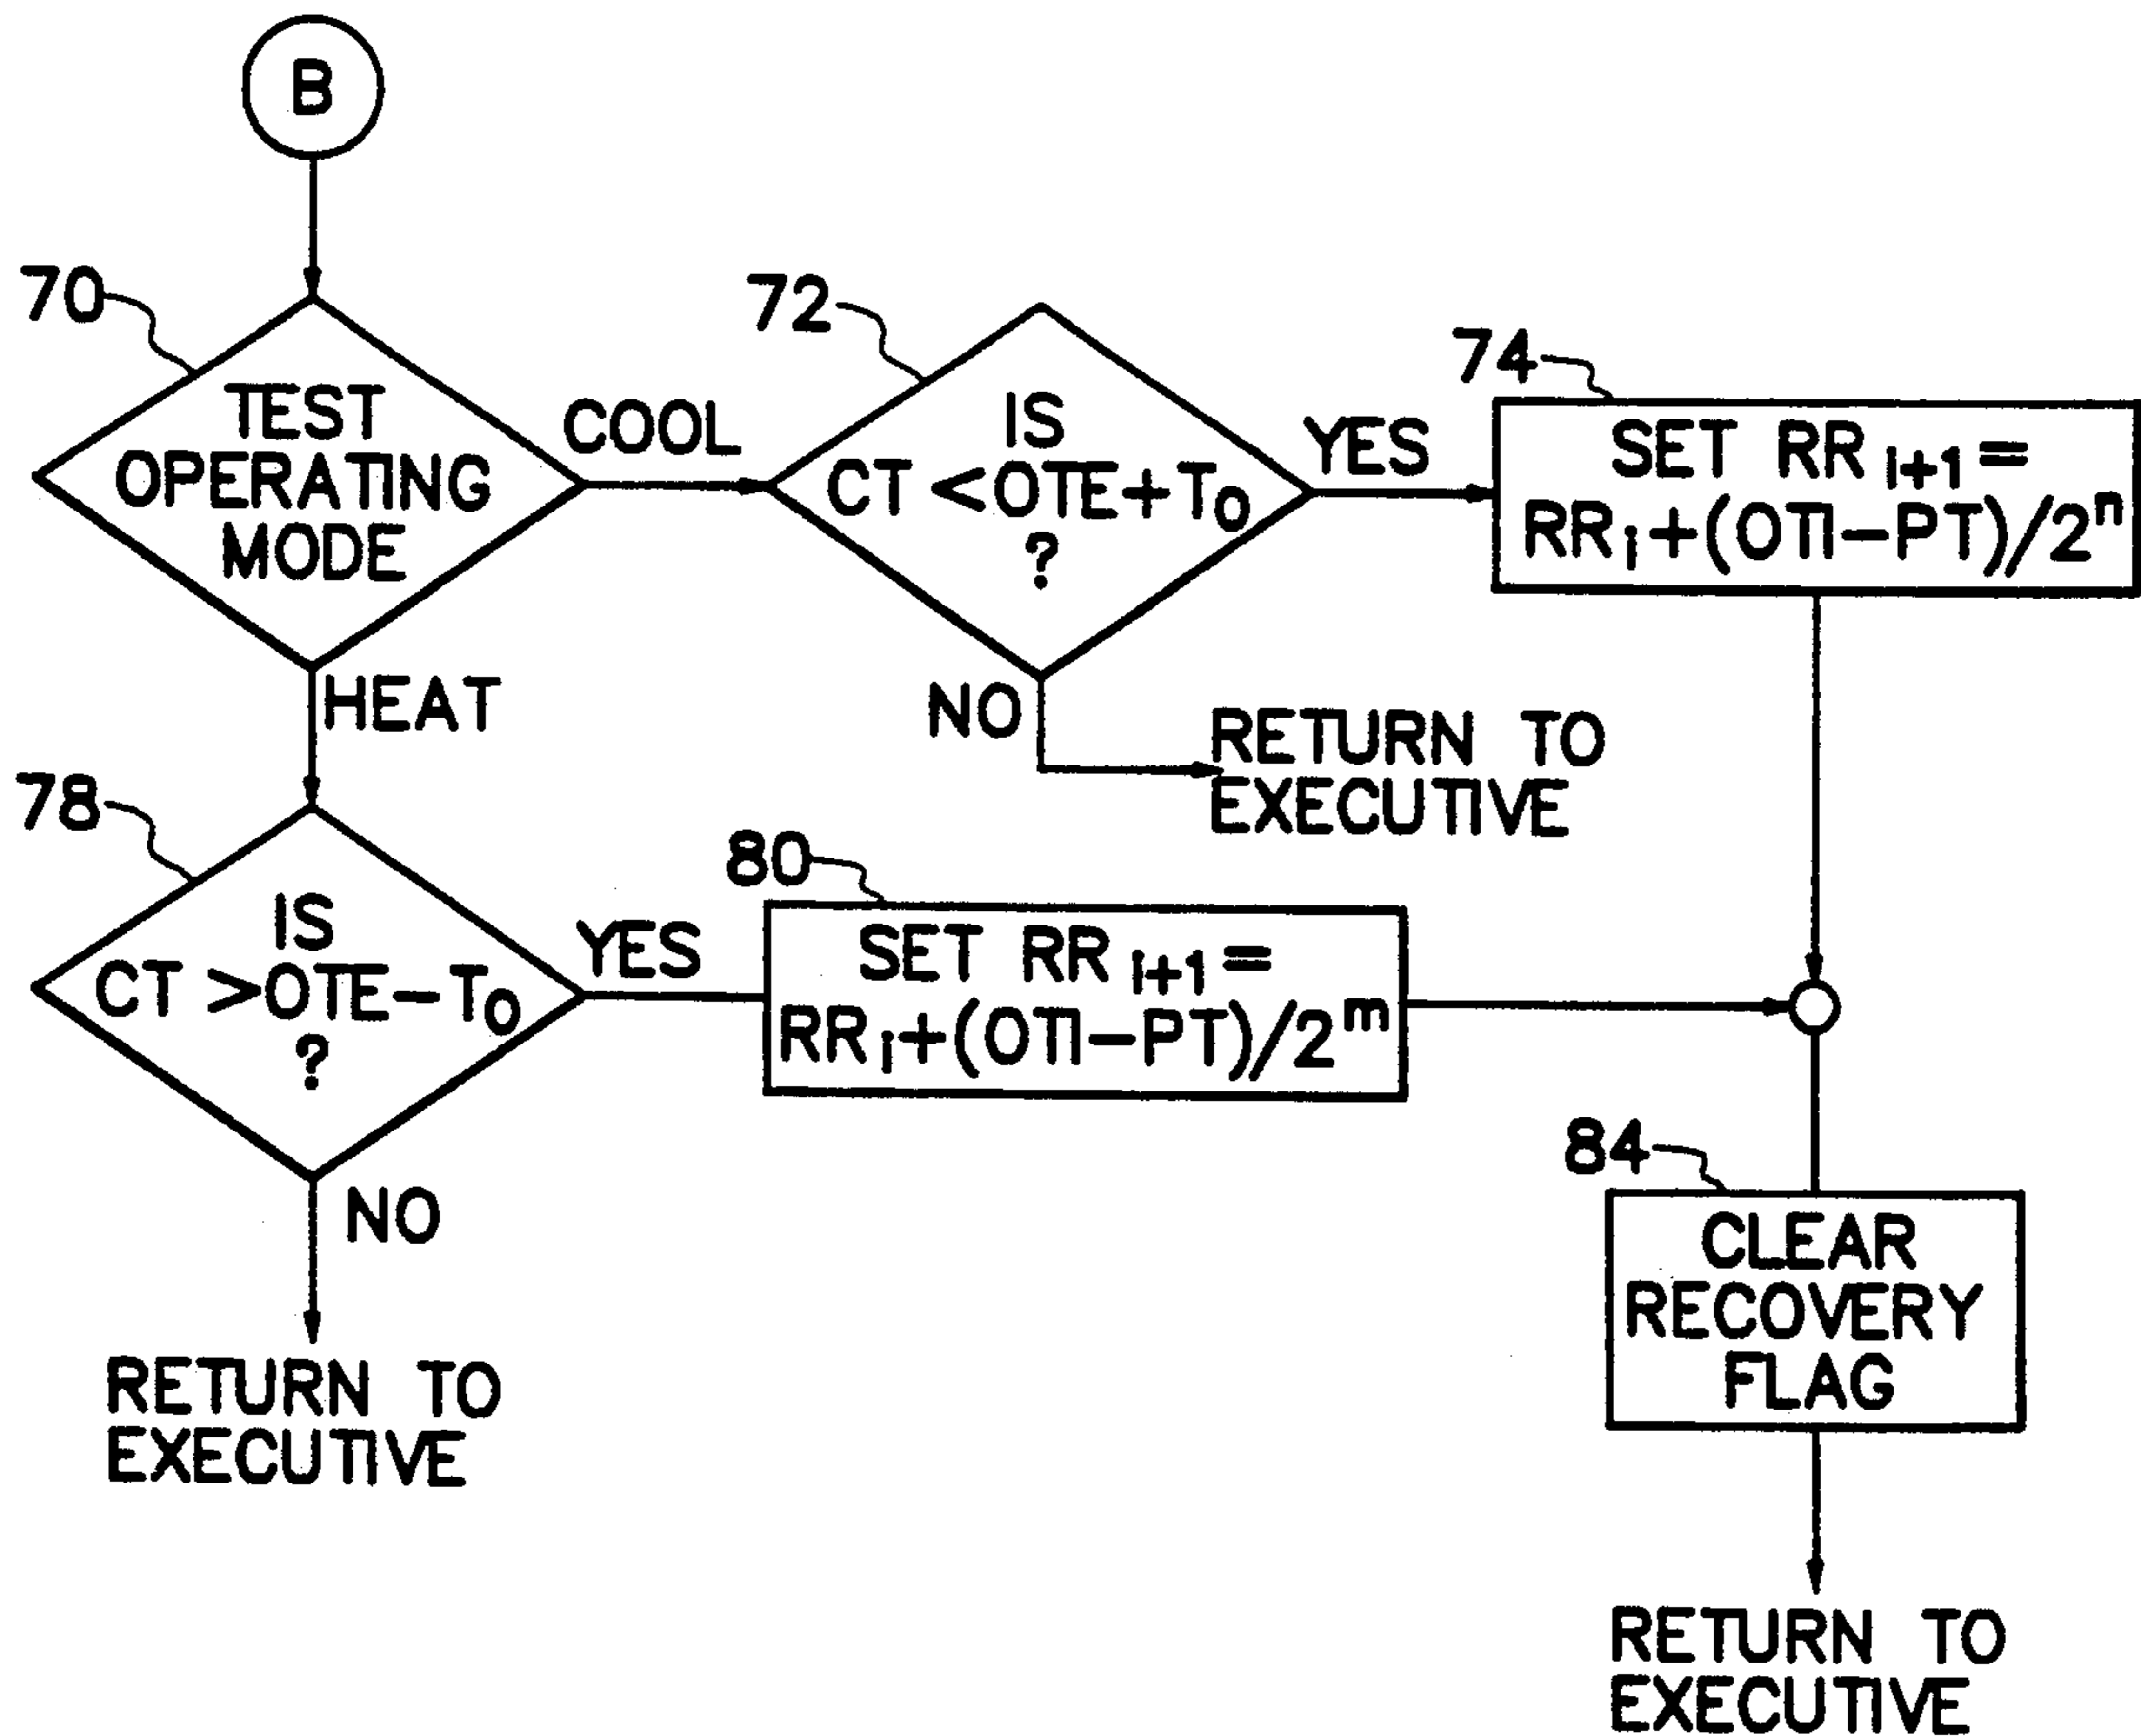 B
70
TEST
OPERATING
MODE
COOL
HEAT
72
IS
CT <OTE+T₀
?
YES
NO
RETURN TO
EXECUTIVE
74
SET RR i+1 =
RR i+(OTI-PT)/2ⁿ
78
IS
CT >OTE-T₀
?
YES
NO
RETURN TO
EXECUTIVE
80
SET RR i+1 =
RR i+(OTI-PT)/2ᵐ
84
CLEAR
RECOVERY
FLAG
RETURN TO
EXECUTIVE